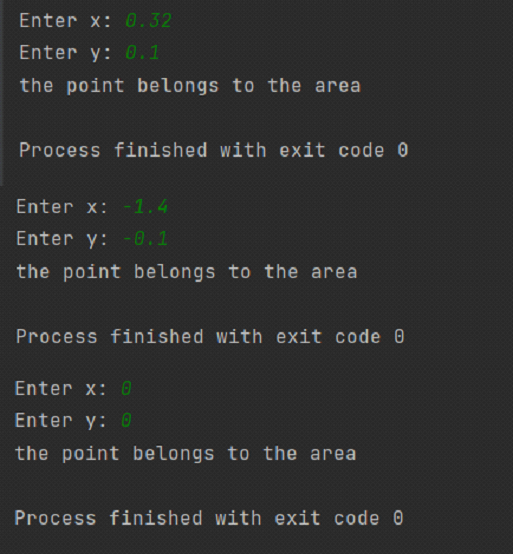 Enter x: 0.32
Enter y: 0.1
the point belongs to the area
Process finished with exit code 0
Enter x: -1.4
Enter y: -0.1
the point belongs to the area
Process finished with exit code 0
Enter x: 0
Enter y: 0
the point belongs to the area
Process finished with exit code 0